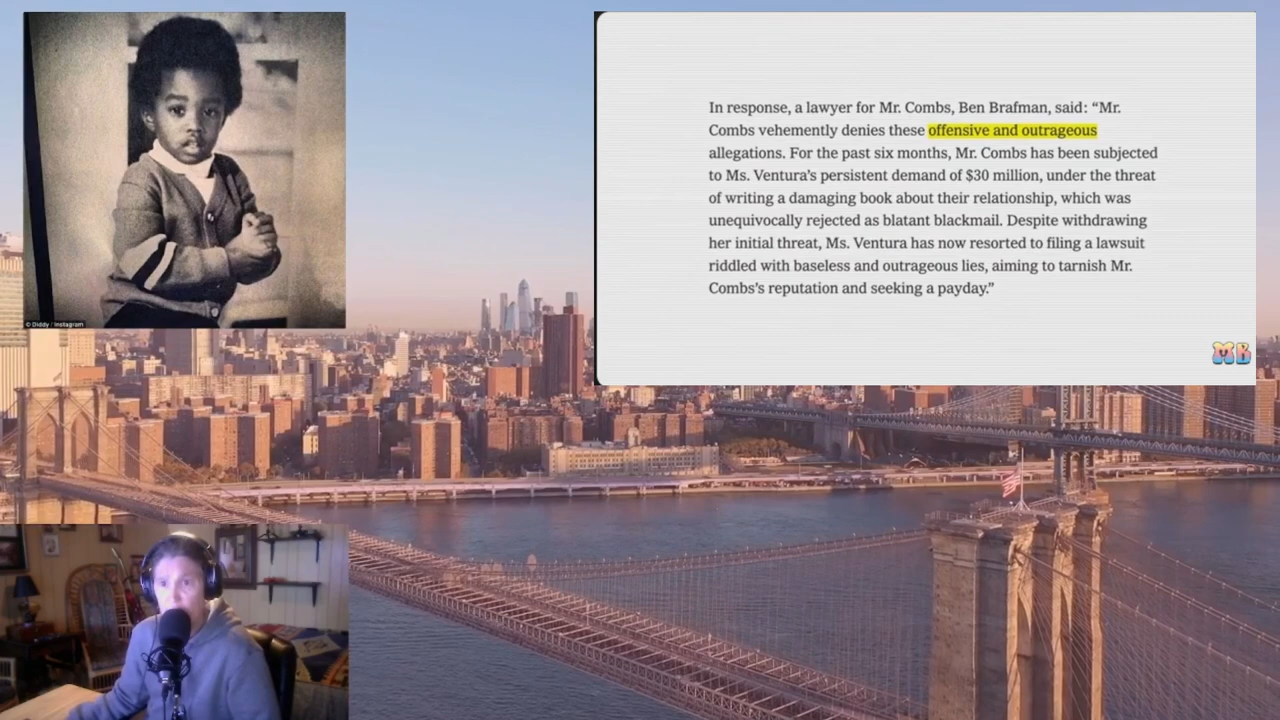 © Diddy / Instagram
In response, a lawyer for Mr. Combs, Ben Brafman, said: “Mr.
Combs vehemently denies these offensive and outrageous
allegations. For the past six months, Mr. Combs has been subjected
to Ms. Ventura’s persistent demand of $30 million, under the threat
of writing a damaging book about their relationship, which was
unequivocally rejected as blatant blackmail. Despite withdrawing
her initial threat, Ms. Ventura has now resorted to filing a lawsuit
riddled with baseless and outrageous lies, aiming to tarnish Mr.
Combs’s reputation and seeking a payday.”
MB